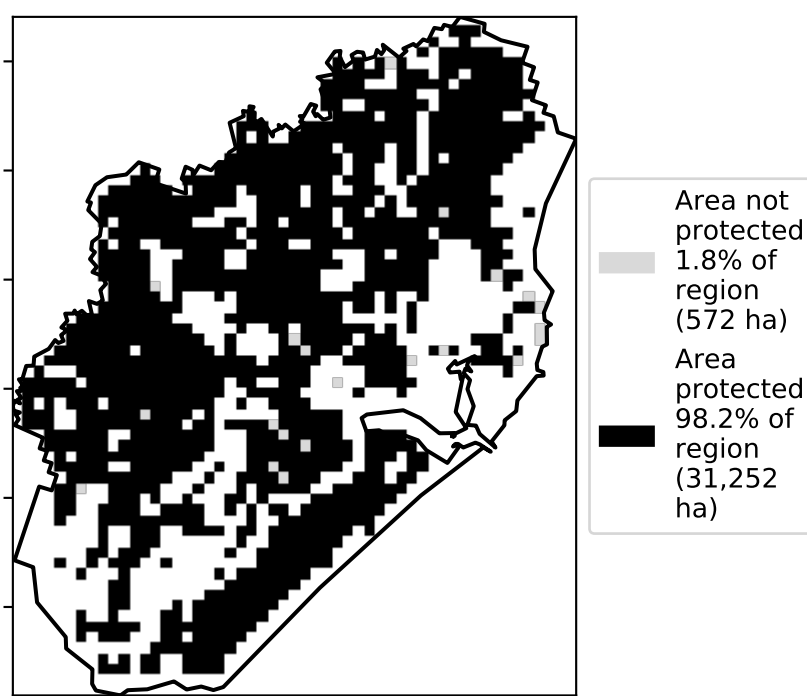 Area not
protected
1.8% of
region
(572 ha)
Area
protected
98.2% of
region
(31,252
ha)